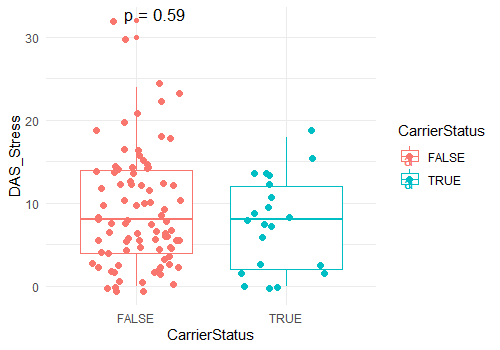 p = 0.59
30
20
10
0
DAS_Stress
FALSE
TRUE
CarrierStatus
CarrierStatus
FALSE
TRUE